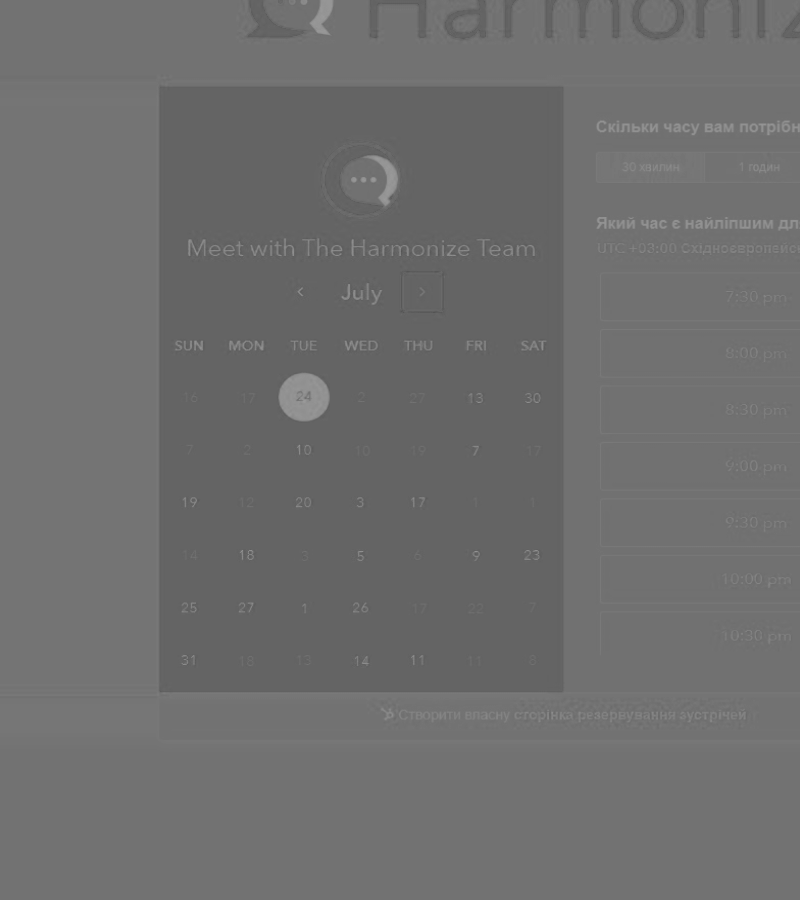 Harmoniz
Meet with The Harmonize Team
July
SUN MON TUE WED THU FRI SAT
16 17 24 2 27 13 30
7 2 10 10 19 7 17
19 12 20 3 17 1 1
14 18 3 5 6 9 23
25 27 1 26 17 22 7
31 18 13 14 11 11 8
Скільки часу вам потрібн
30 хвилин 1 годин
Який час є найліпшим дл
UTC +03:00 Східноєвропейсь
7:30 pm
8:00 pm
8:30 pm
9:00 pm
9:30 pm
10:00 pm
10:30 pm
Створити власну сторінка резервування зустрічей